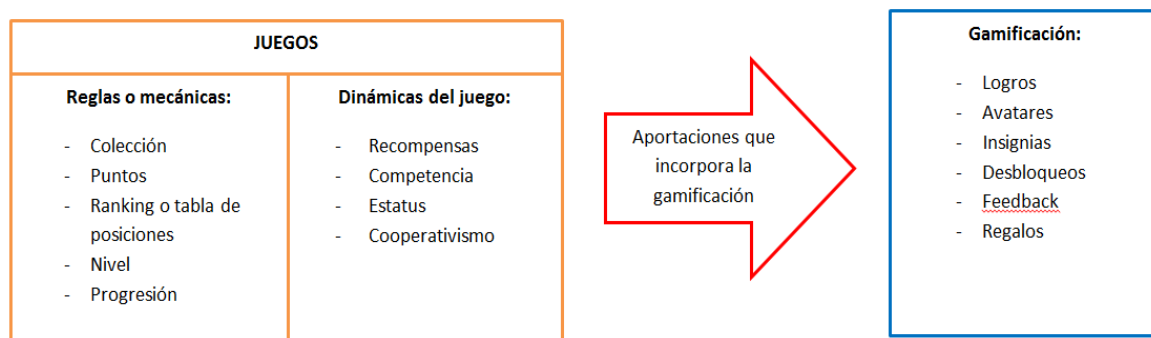 JUEGOS
Reglas o mecánicas:
- Colección
- Puntos
- Ranking o tabla de
posiciones
- Nivel
- Progresión
Dinámicas del juego:
- Recompensas
- Competencia
- Estatus
- Cooperativismo
Aportaciones que
incorpora la
gamificación
Gamificación:
- Logros
- Avatares
- Insignias
- Desbloqueos
- Feedback
- Regalos